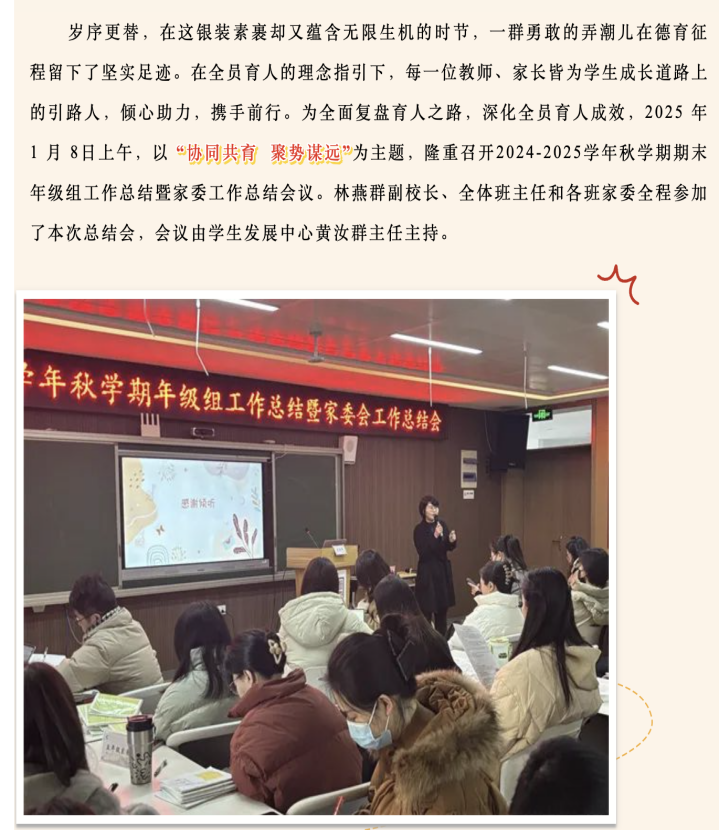 岁序更替，在这银装素裹却又蕴含无限生机的时节，一群勇敢的弄潮儿在德育征
程留下了坚实足迹。在全员育人的理念指引下，每一位教师、家长皆为学生成长道路上
的引路人，倾心助力，携手前行。为全面复盘育人之路，深化全员育人成效，2025 年
1 月 8日上午，以 “协同共育 聚势谋远”为主题，隆重召开2024-2025学年秋学期期末
年级组工作总结暨家委工作总结会议。林燕群副校长、全体班主任和各班家委全程参加
了本次总结会，会议由学生发展中心黄汝群主任主持。
学年秋学期年级组工作总结暨家委会工作总结会
感谢倾听